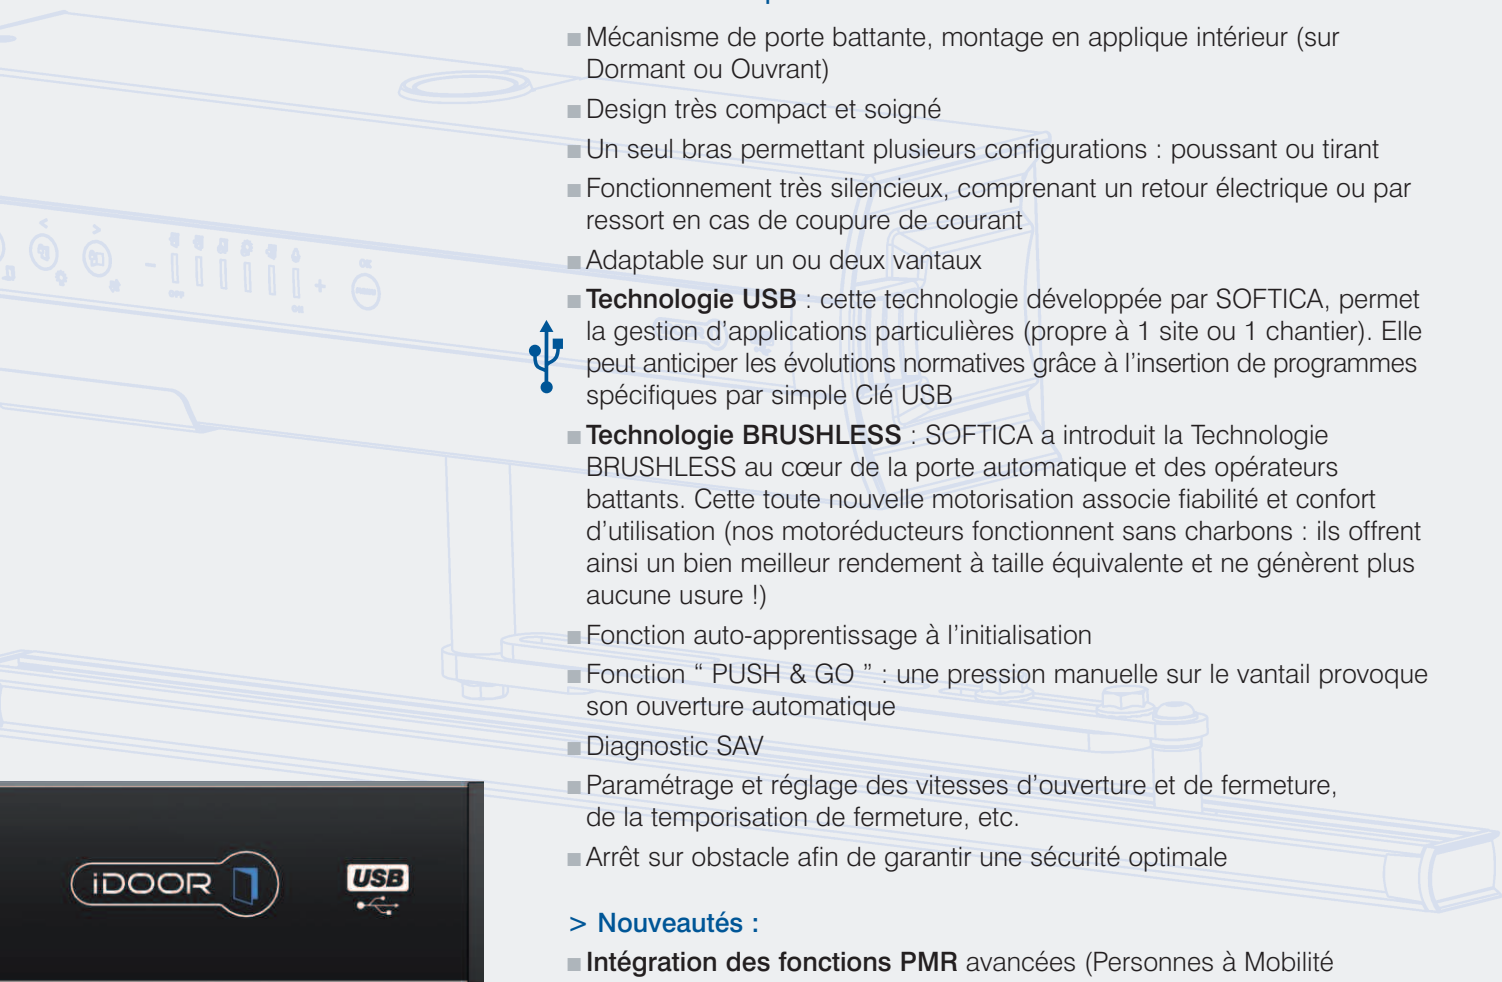 ■ Mécanisme de porte battante, montage en applique intérieur (sur
Dormant ou Ouvrant)
■ Design très compact et soigné
■ Un seul bras permettant plusieurs configurations : poussant ou tirant
■ Fonctionnement très silencieux, comprenant un retour électrique ou par
ressort en cas de coupure de courant
■ Adaptable sur un ou deux vantaux
■ Technologie USB : cette technologie développée par SOFTICA, permet
la gestion d’applications particulières (propre à 1 site ou 1 chantier). Elle
peut anticiper les évolutions normatives grâce à l’insertion de programmes
spécifiques par simple Clé USB
■ Technologie BRUSHLESS : SOFTICA a introduit la Technologie
BRUSHLESS au cœur de la porte automatique et des opérateurs
battants. Cette toute nouvelle motorisation associe fiabilité et confort
d’utilisation (nos motoréducteurs fonctionnent sans charbons : ils offrent
ainsi un bien meilleur rendement à taille équivalente et ne génèrent plus
aucune usure !)
■ Fonction auto-apprentissage à l’initialisation
■ Fonction “ PUSH & GO ” : une pression manuelle sur le vantail provoque
son ouverture automatique
■ Diagnostic SAV
■ Paramétrage et réglage des vitesses d’ouverture et de fermeture,
de la temporisation de fermeture, etc.
■ Arrêt sur obstacle afin de garantir une sécurité optimale
> Nouveautés :
■ Intégration des fonctions PMR avancées (Personnes à Mobilité
iDOOR
USB
OFF
ON